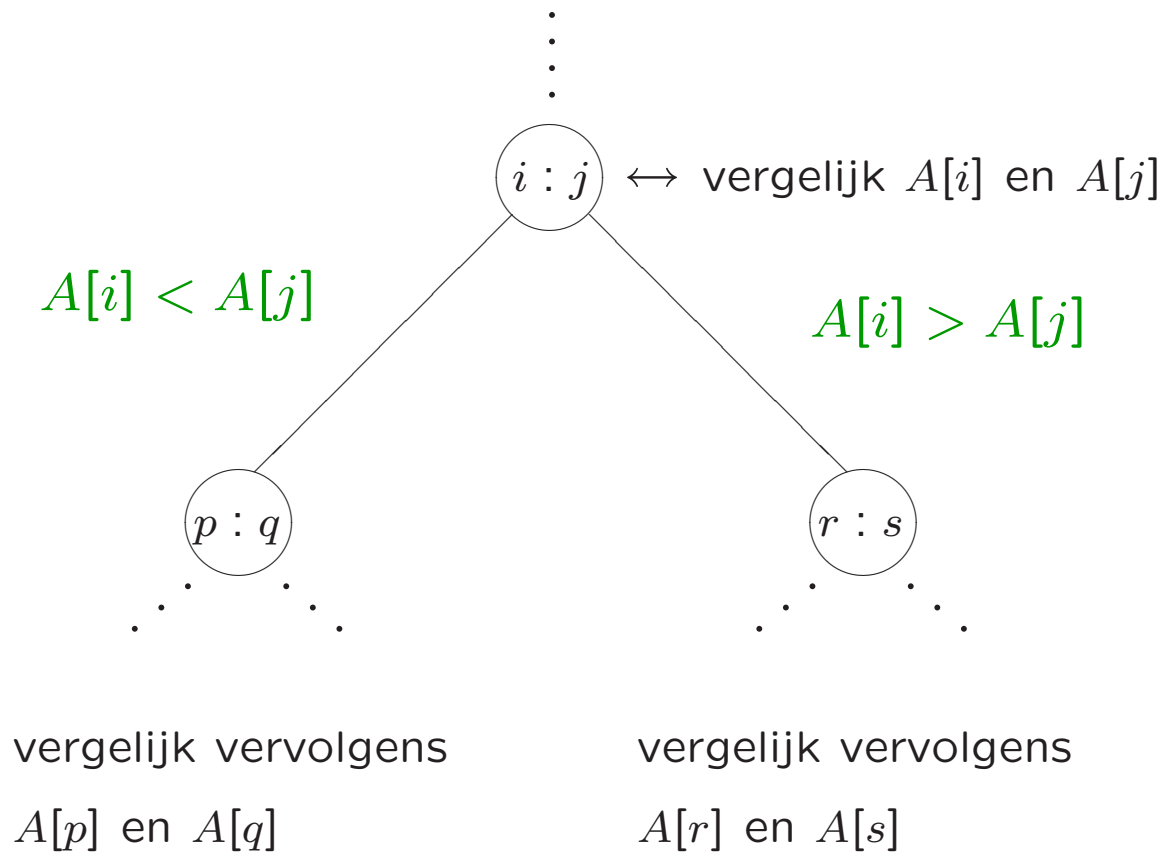 i : j ↔ vergelijk A[i] en A[j]
A[i] < A[j]
A[i] > A[j]
p : q
r : s
vergelijk vervolgens
A[p] en A[q]
vergelijk vervolgens
A[r] en A[s]